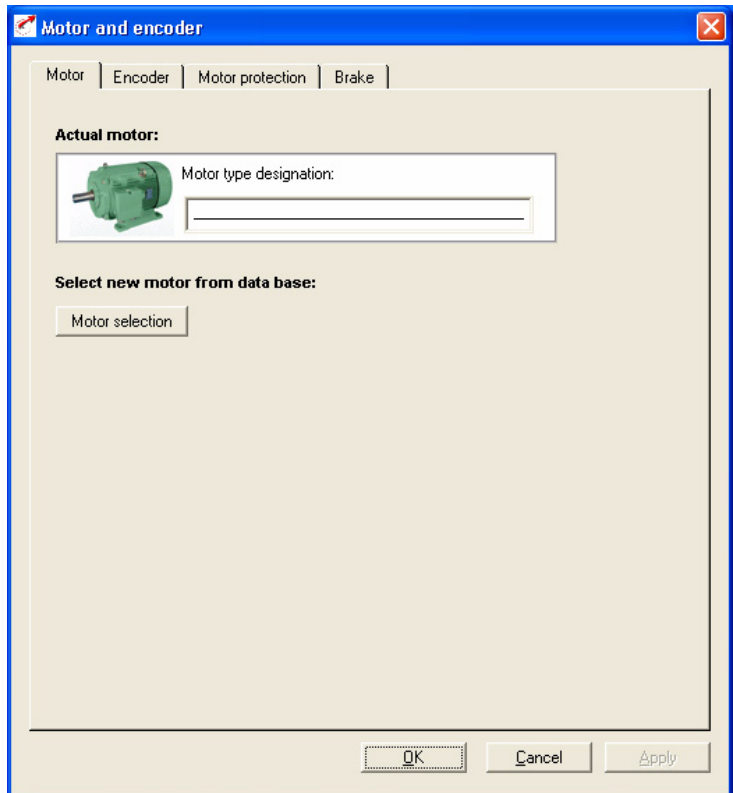 Motor and encoder
Motor Encoder Motor protection Brake
Actual motor:
Motor type designation:
Select new motor from data base:
Motor selection
OK Cancel Apply